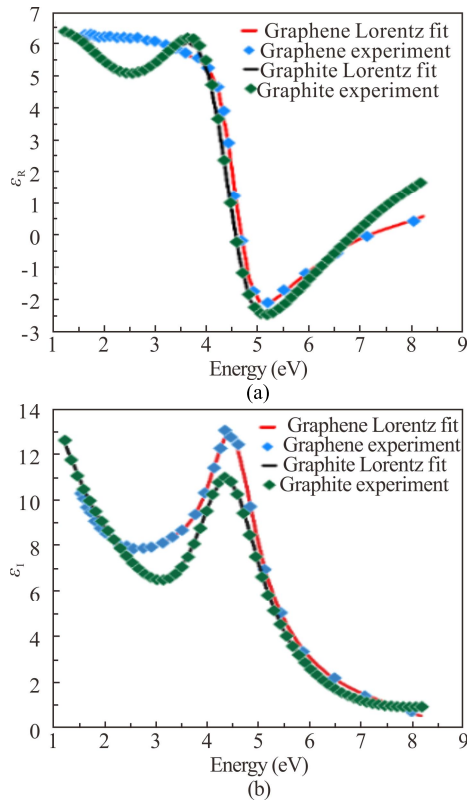 7
6
5
4
3
2
1
0
-1
-2
-3
εR
Graphene Lorentz fit
Graphene experiment
Graphite Lorentz fit
Graphite experiment
1 2 3 4 5 6 7 8 9
Energy (eV)
(a)
14
12
10
8
6
4
2
0
εI
Graphene Lorentz fit
Graphene experiment
Graphite Lorentz fit
Graphite experiment
1 2 3 4 5 6 7 8 9
Energy (eV)
(b)